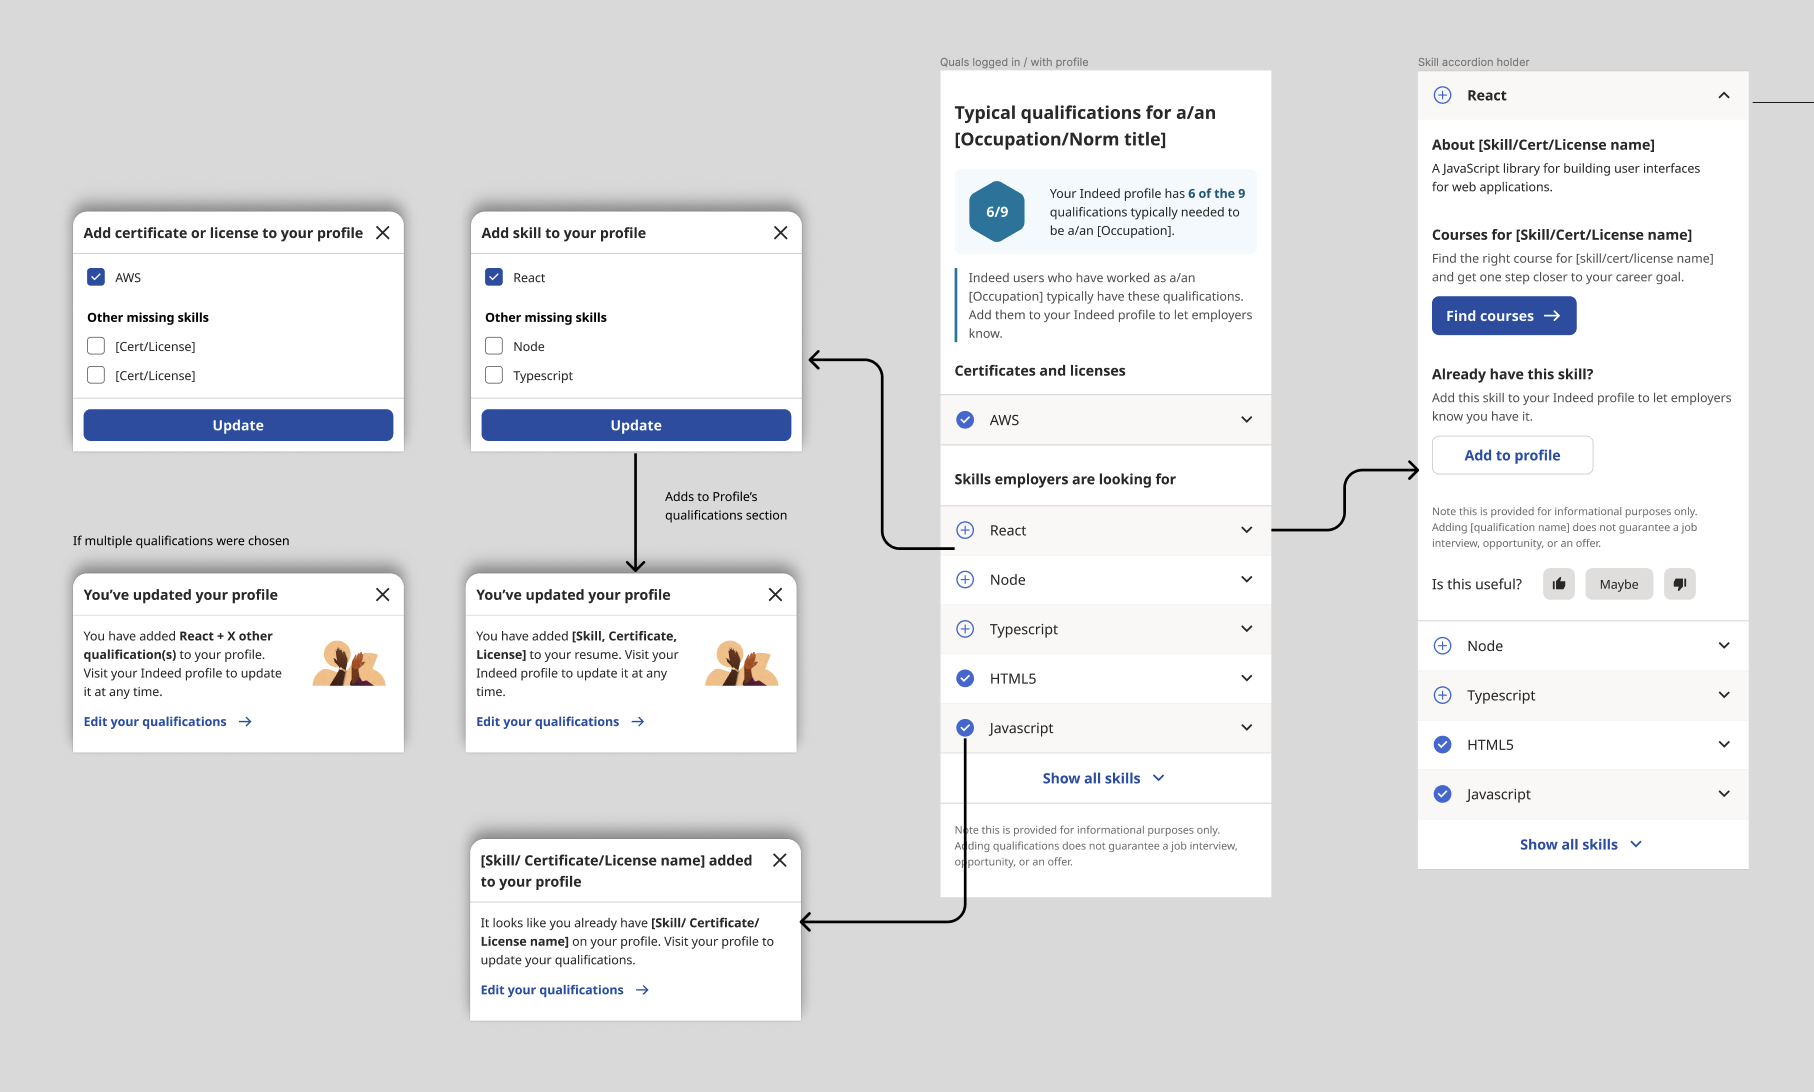 Add certificate or license to your profile
AWS
Other missing skills
[Cert/License]
[Cert/License]
Update
Add skill to your profile
React
Other missing skills
Node
Typescript
Update
Adds to Profile’s
qualifications section
If multiple qualifications were chosen
You’ve updated your profile
You have added React + X other
qualification(s) to your profile.
Visit your Indeed profile to update
it at any time.
Edit your qualifications
You’ve updated your profile
You have added [Skill, Certificate,
License] to your resume. Visit your
Indeed profile to update it at any
time.
Edit your qualifications
[Skill/ Certificate/License name] added
to your profile
It looks like you already have [Skill/ Certificate/
License name] on your profile. Visit your profile to
update your qualifications.
Edit your qualifications
Quals logged in / with profile
Typical qualifications for a/an
[Occupation/Norm title]
6/9
Your Indeed profile has 6 of the 9
qualifications typically needed to
be a/an [Occupation].
Indeed users who have worked as a/an
[Occupation] typically have these qualifications.
Add them to your Indeed profile to let employers
know.
Certificates and licenses
AWS
Skills employers are looking for
React
Node
Typescript
HTML5
Javascript
Show all skills
Note this is provided for informational purposes only.
Adding qualifications does not guarantee a job interview,
opportunity, or an offer.
Skill accordion holder
React
About [Skill/Cert/License name]
A JavaScript library for building user interfaces
for web applications.
Courses for [Skill/Cert/License name]
Find the right course for [skill/cert/license name]
and get one step closer to your career goal.
Find courses
Already have this skill?
Add this skill to your Indeed profile to let employers
know you have it.
Add to profile
Note this is provided for informational purposes only.
Adding [qualification name] does not guarantee a job
interview, opportunity, or an offer.
Is this useful?
Maybe
Node
Typescript
HTML5
Javascript
Show all skills